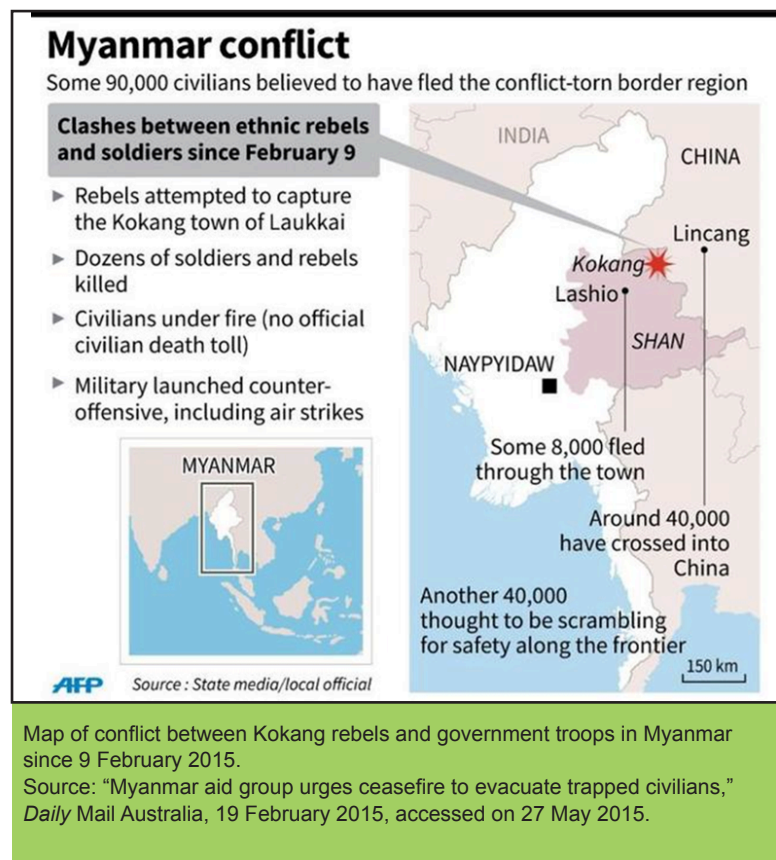 Myanmar conflict
Some 90,000 civilians believed to have fled the conflict-torn border region
Clashes between ethnic rebels
and soldiers since February 9
▶ Rebels attempted to capture
the Kokang town of Laukkai
▶ Dozens of soldiers and rebels
killed
▶ Civilians under fire (no official
civilian death toll)
▶ Military launched counter-
offensive, including air strikes
MYANMAR
INDIA
CHINA
Lincang
Kokang
Lashio
SHAN
NAYPYIDAW
Some 8,000 fled
through the town
Around 40,000
have crossed into
China
Another 40,000
thought to be scrambling
for safety along the frontier
150 km
AFP
Source : State media/local official
Map of conflict between Kokang rebels and government troops in Myanmar
since 9 February 2015.
Source: “Myanmar aid group urges ceasefire to evacuate trapped civilians,”
Daily Mail Australia, 19 February 2015, accessed on 27 May 2015.